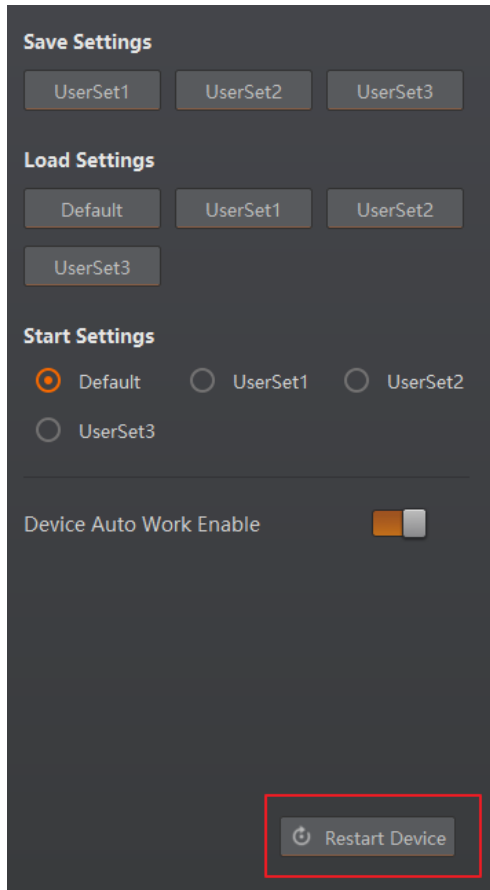 Save Settings
UserSet1 UserSet2 UserSet3
Load Settings
Default UserSet1 UserSet2
UserSet3
Start Settings
Default UserSet1 UserSet2
UserSet3
Device Auto Work Enable
Restart Device